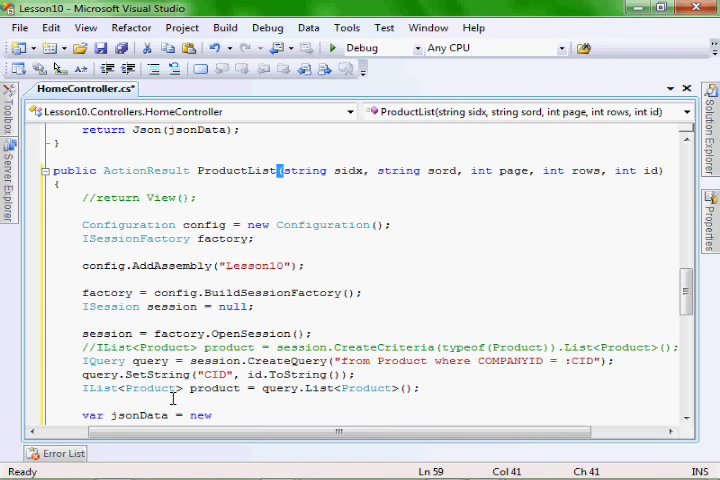 Lesson10 - Microsoft Visual Studio
File Edit View Refactor Project Build Debug Data Tools Test Window Help
Debug Any CPU
HomeController.cs*
Lesson10.Controllers.HomeController ProductList(string sidx, string sord, int page, int rows, int id)
return Json(jsonData);
}
public ActionResult ProductList(string sidx, string sord, int page, int rows, int id)
{
//return View();
Configuration config = new Configuration();
ISessionFactory factory;
config.AddAssembly("Lesson10");
factory = config.BuildSessionFactory();
ISession session = null;
session = factory.OpenSession();
//IList<Product> product = session.CreateCriteria(typeof(Product)).List<Product>();
IQuery query = session.CreateQuery("from Product where COMPANYID = :CID");
query.SetString("CID", id.ToString());
IList<Product> product = query.List<Product>();
var jsonData = new
Toolbox
Server Explorer
Solution Explorer
Properties
Error List
Ready Ln 59 Col 41 Ch 41 INS